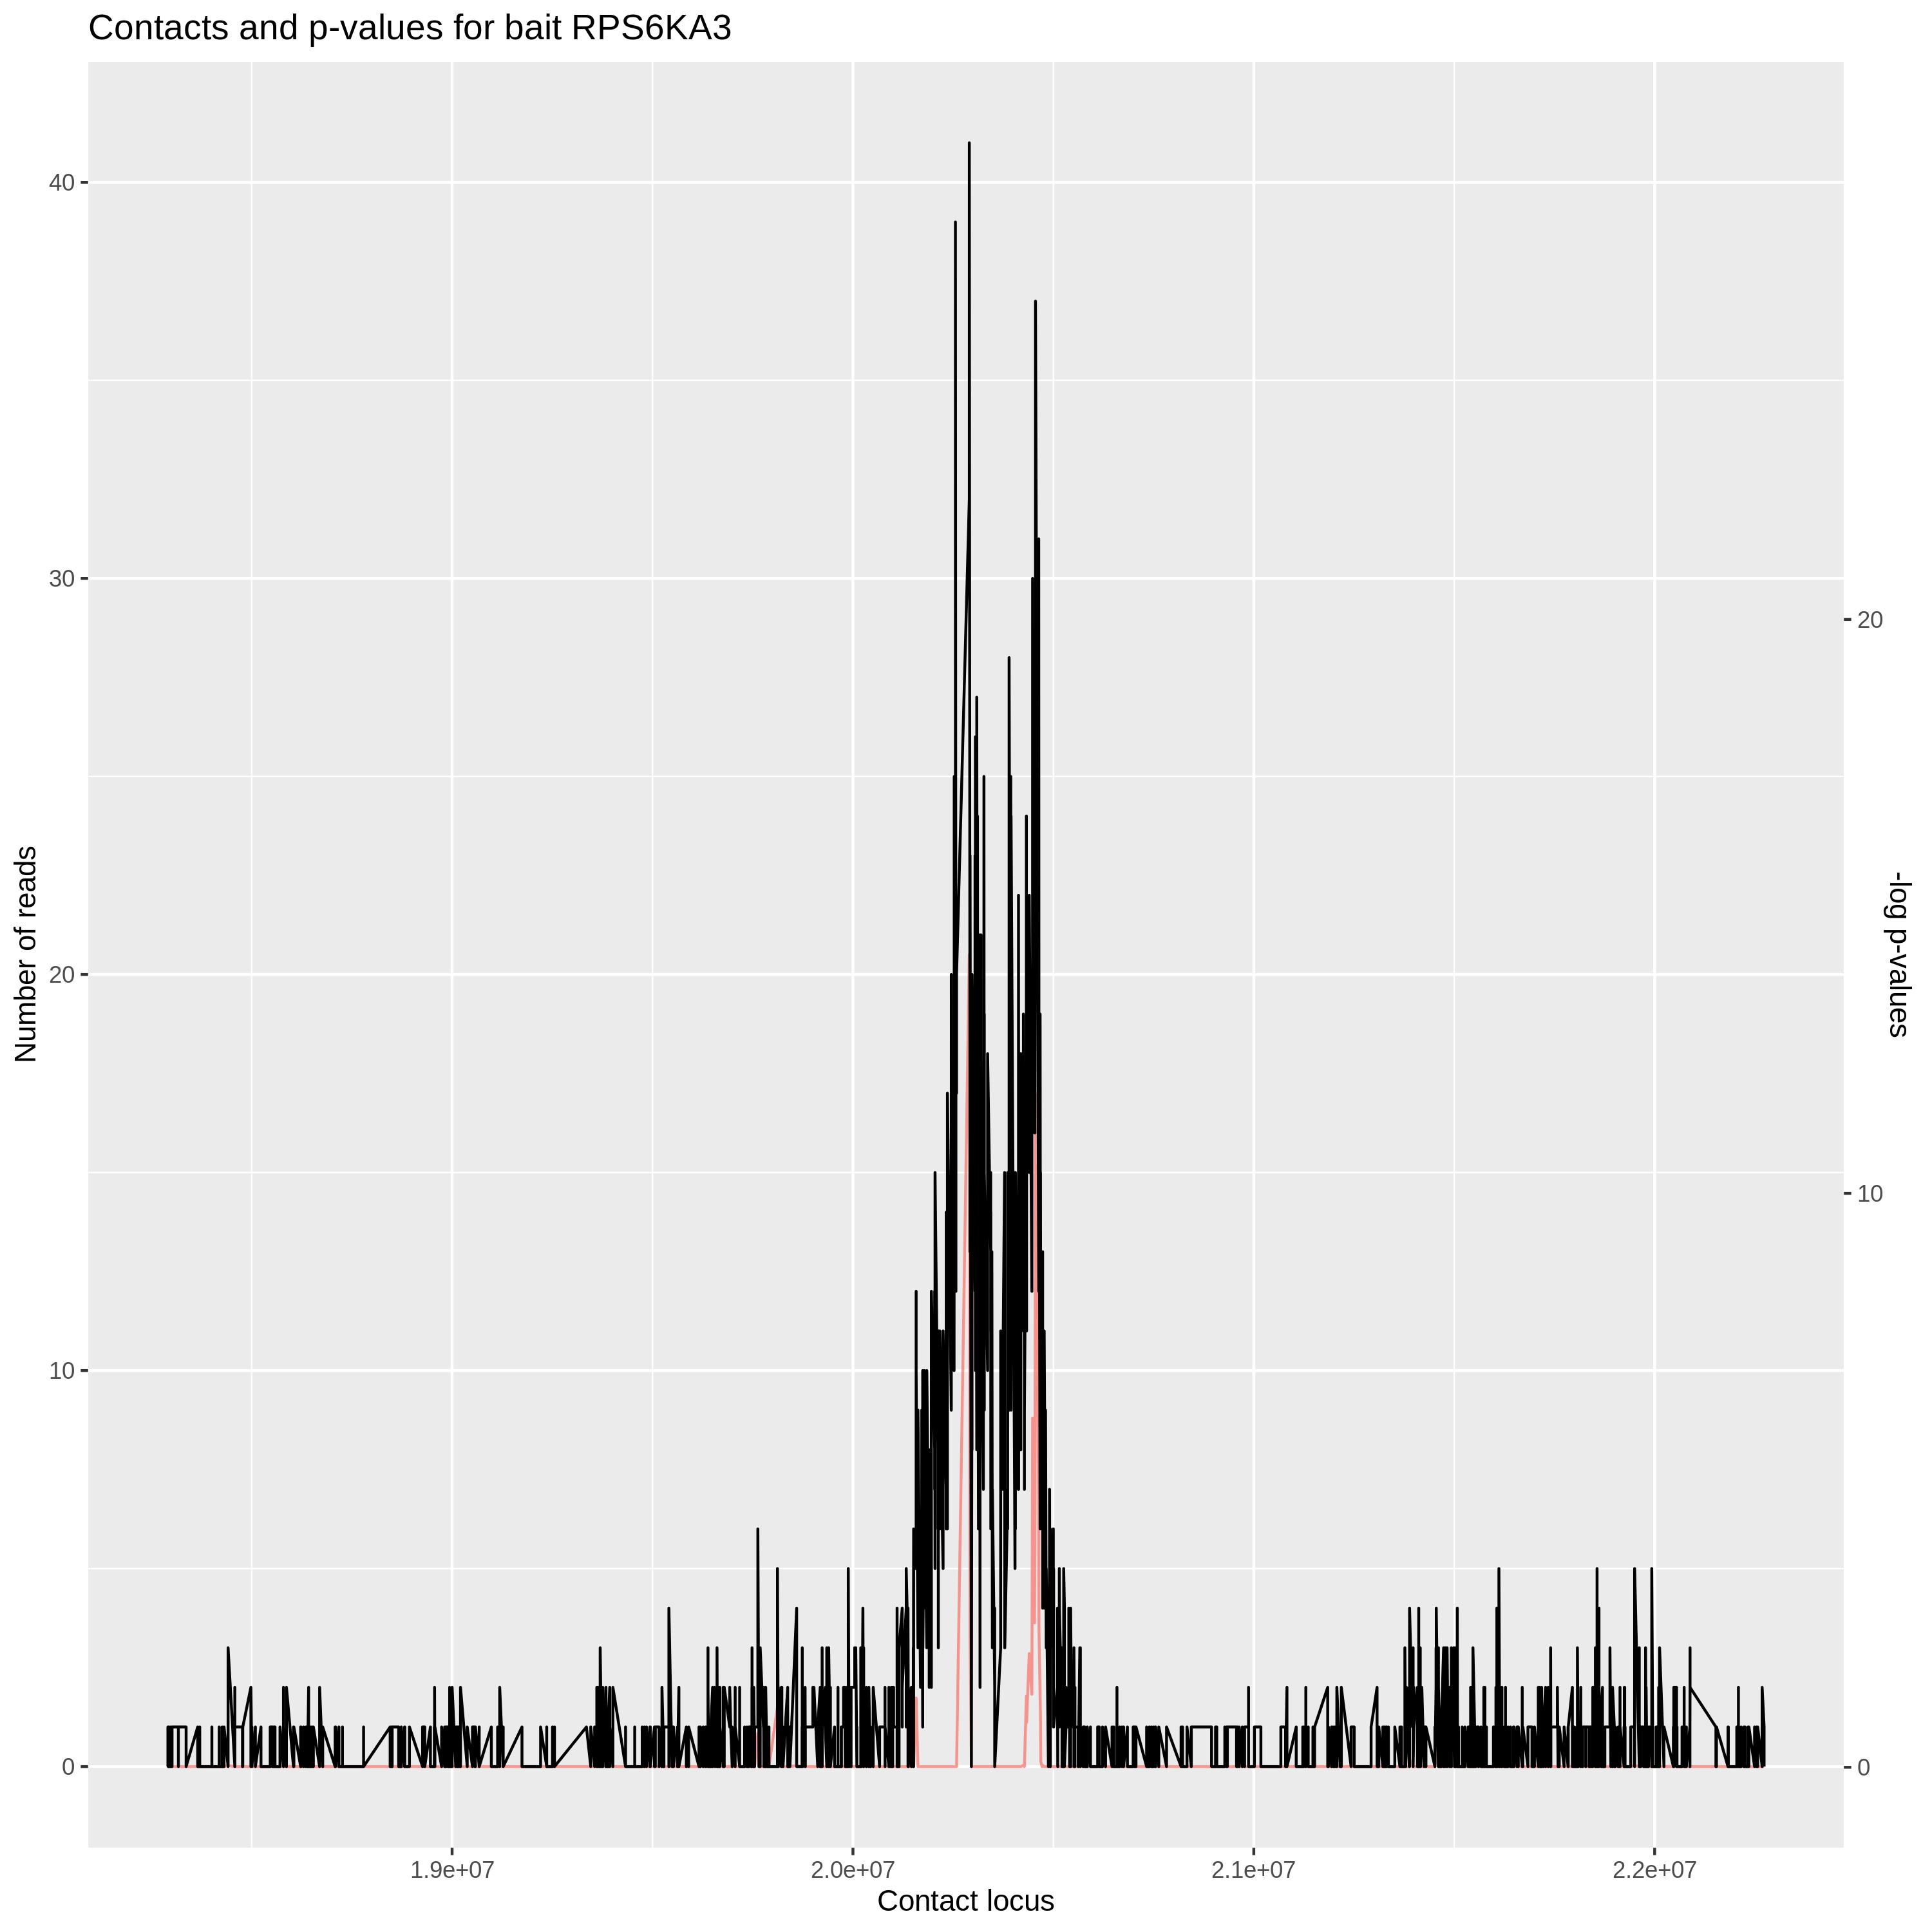 Contacts and p-values for bait RPS6KA3
40
30
20
10
0
Number of reads
20
10
0
-log p-values
1.9e+07
2.0e+07
2.1e+07
2.2e+07
Contact locus